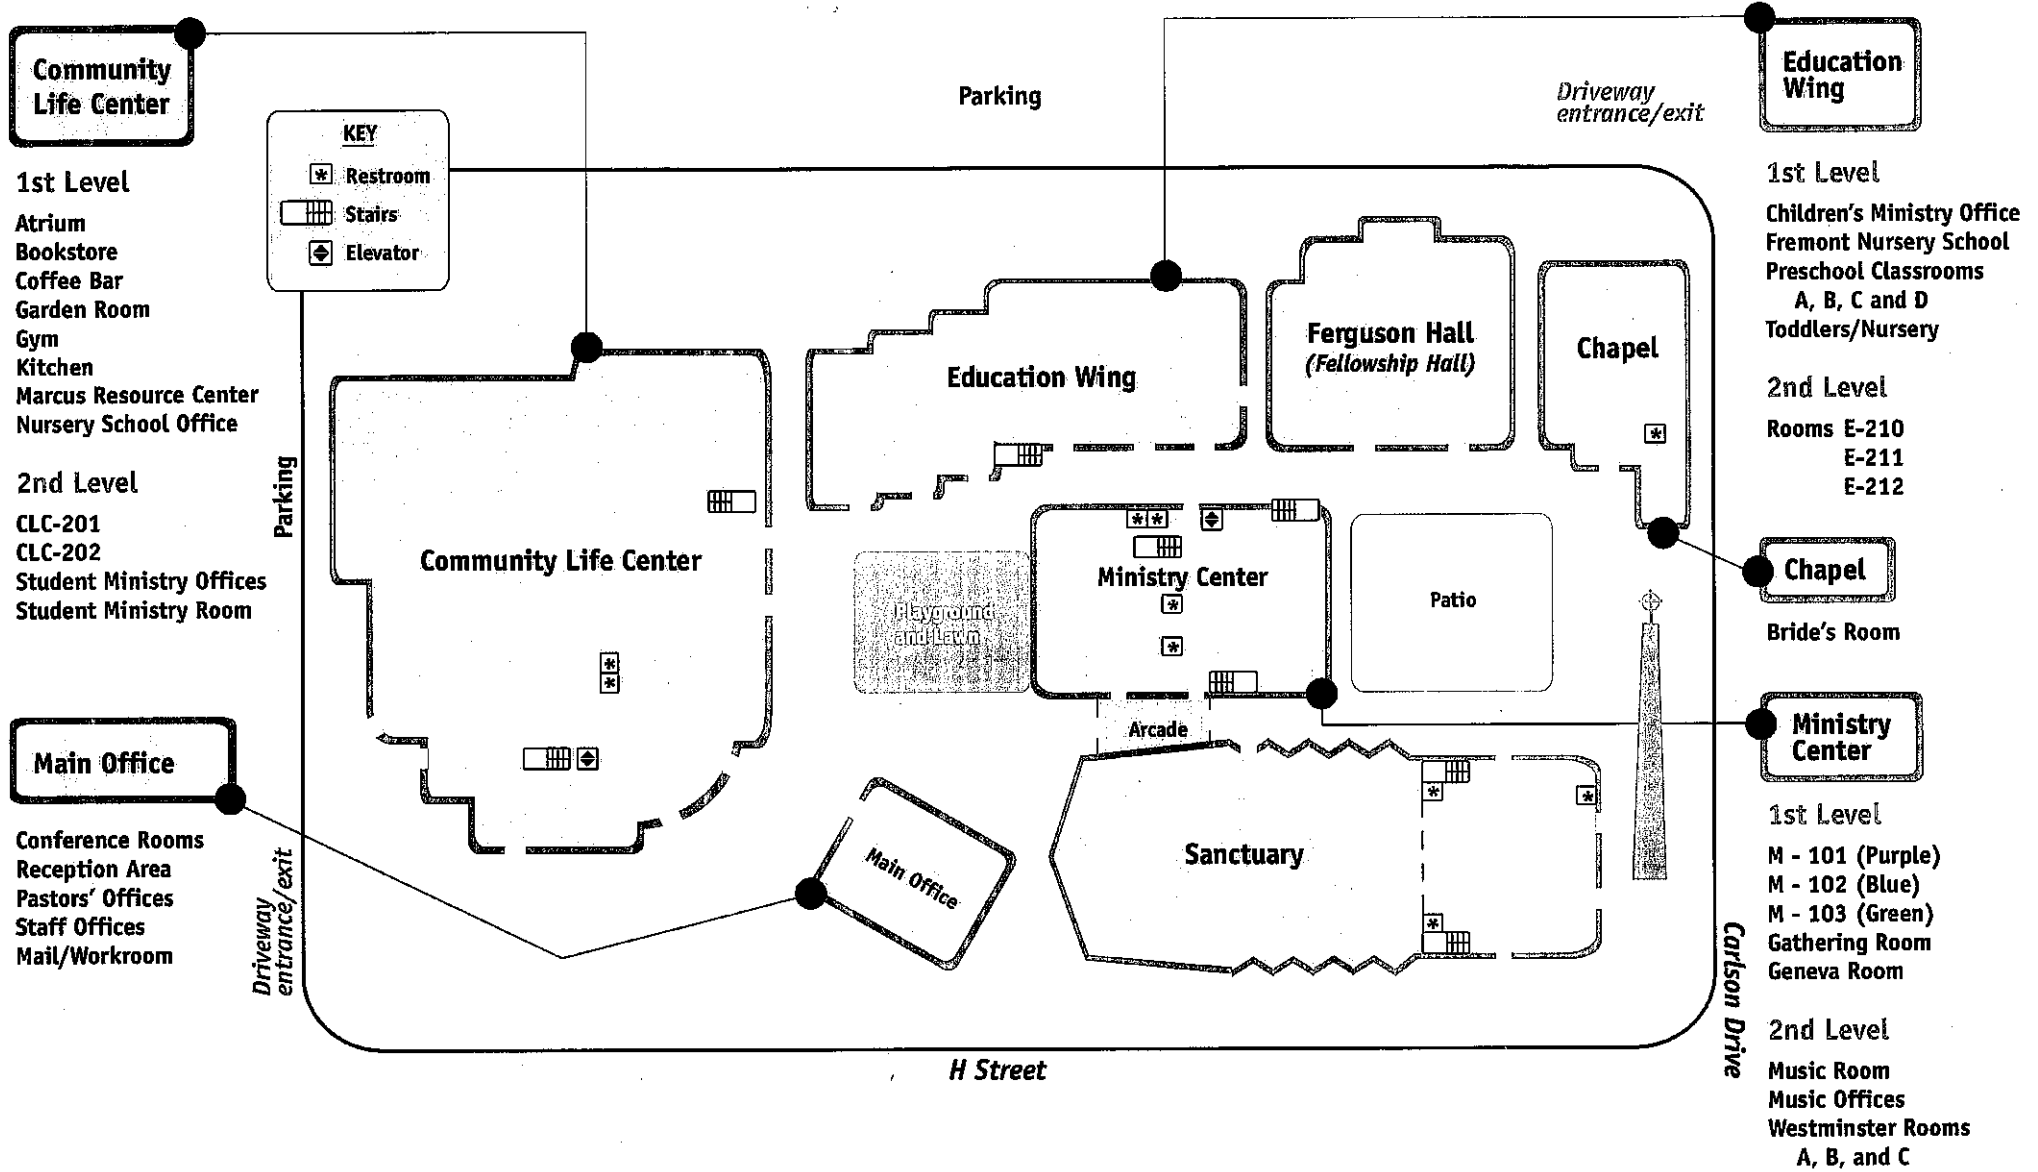 Community
Life Center
1st Level
Atrium
Bookstore
Coffee Bar
Garden Room
Gym
Kitchen
Marcus Resource Center
Nursery School Office
2nd Level
CLC-201
CLC-202
Student Ministry Offices
Student Ministry Room
Main Office
Conference Rooms
Reception Area
Pastors' Offices
Staff Offices
Mail/Workroom
KEY
Restroom
Stairs
Elevator
Parking
Driveway
entrance/exit
Parking
Driveway
entrance/exit
Community Life Center
Education Wing
Ferguson Hall
(Fellowship Hall)
Chapel
Playground
and Lawn
Ministry Center
Patio
Arcade
Main Office
Sanctuary
H Street
Carlson Drive
Education
Wing
1st Level
Children's Ministry Office
Fremont Nursery School
Preschool Classrooms
A, B, C and D
Toddlers/Nursery
2nd Level
Rooms E-210
E-211
E-212
Chapel
Bride's Room
Ministry
Center
1st Level
M - 101 (Purple)
M - 102 (Blue)
M - 103 (Green)
Gathering Room
Geneva Room
2nd Level
Music Room
Music Offices
Westminster Rooms
A, B, and C